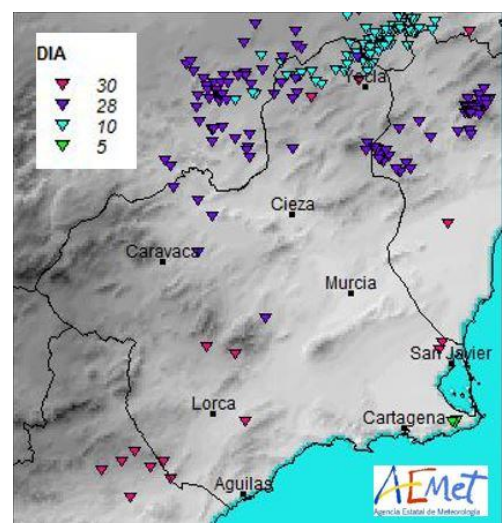 DIA
30
28
10
5
Yecla
Cieza
Caravaca
Murcia
San Javier
Lorca
Cartagena
Aguilas
AEMet
Agencia Estatal de Meteorología